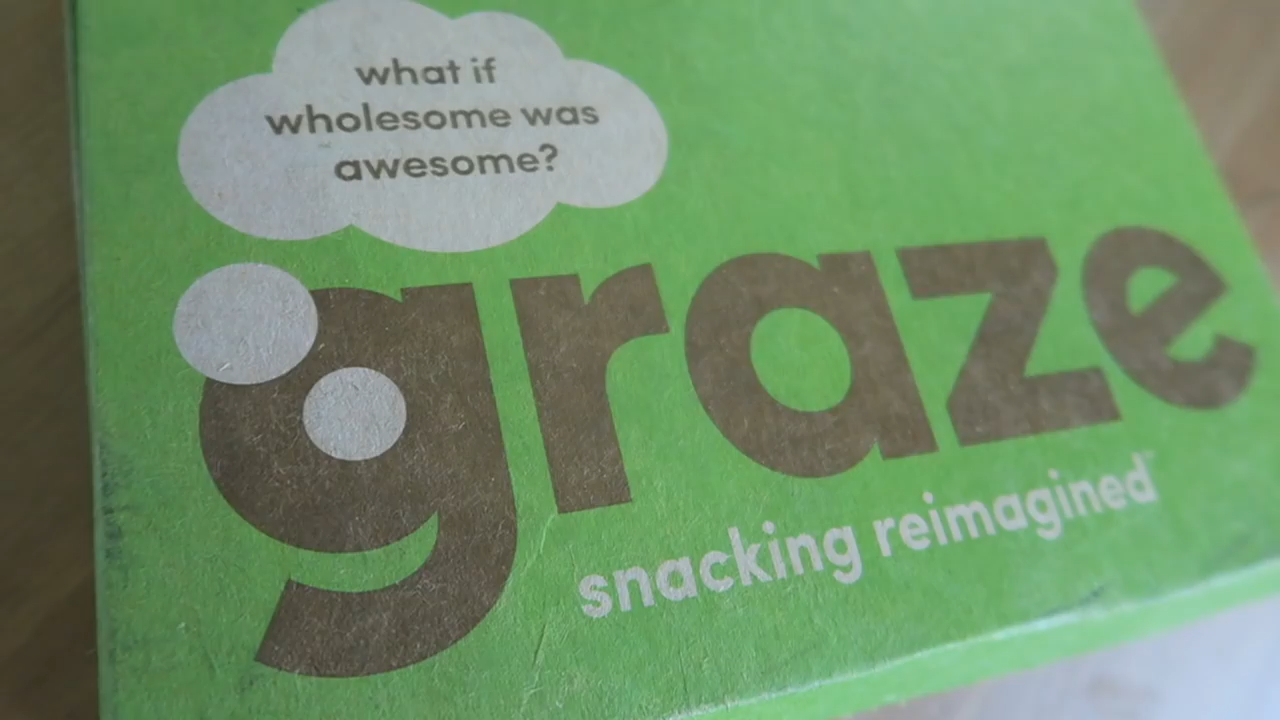 what if
wholesome was
awesome?
graze
snacking reimagined